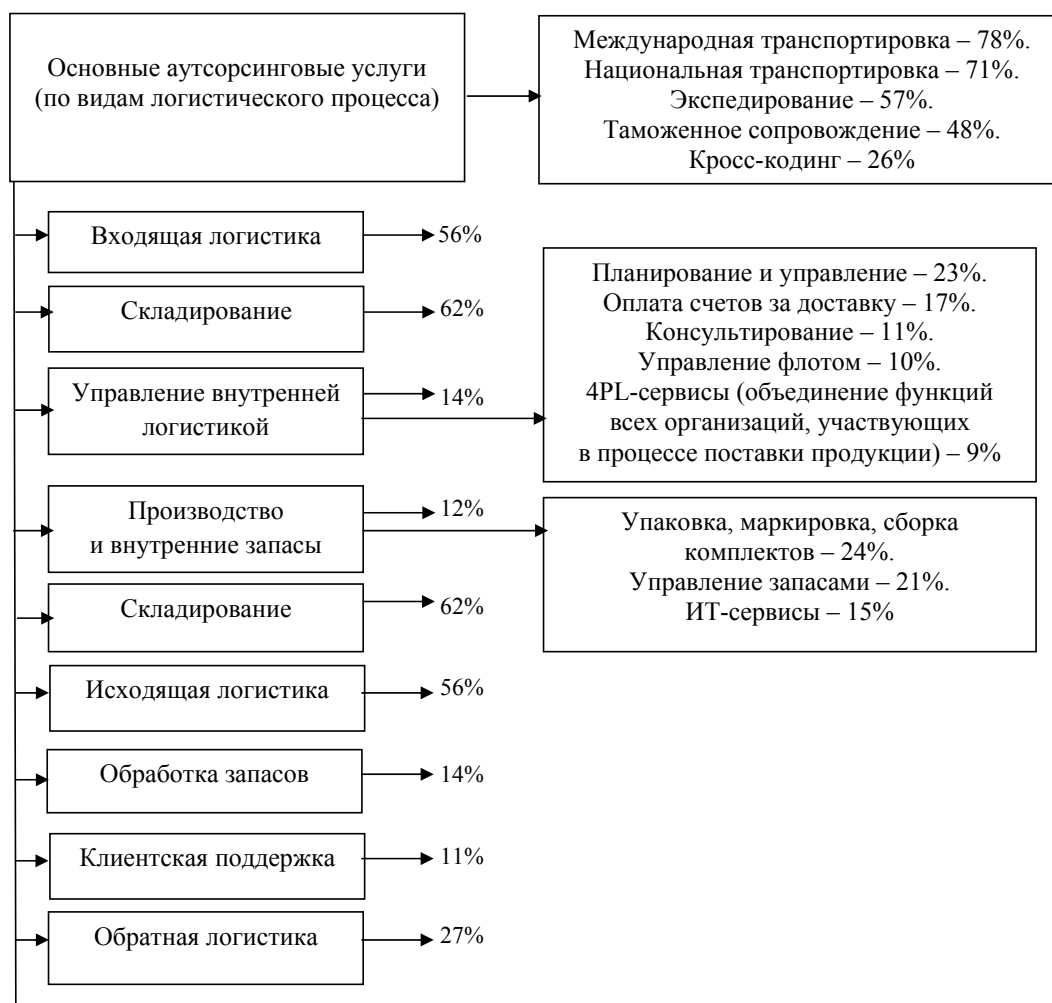 Основные аутсорсинговые услуги
(по видам логистического процесса)
Международная транспортировка – 78%.
Национальная транспортировка – 71%.
Экспедирование – 57%.
Таможенное сопровождение – 48%.
Кросс-кодинг – 26%
Входящая логистика
56%
Складирование
62%
Управление внутренней
логистикой
14%
Планирование и управление – 23%.
Оплата счетов за доставку – 17%.
Консультирование – 11%.
Управление флотом – 10%.
4PL-сервисы (объединение функций
всех организаций, участвующих
в процессе поставки продукции) – 9%
Производство
и внутренние запасы
12%
Упаковка, маркировка, сборка
комплектов – 24%.
Управление запасами – 21%.
ИТ-сервисы – 15%
Складирование
62%
Исходящая логистика
56%
Обработка запасов
14%
Клиентская поддержка
11%
Обратная логистика
27%